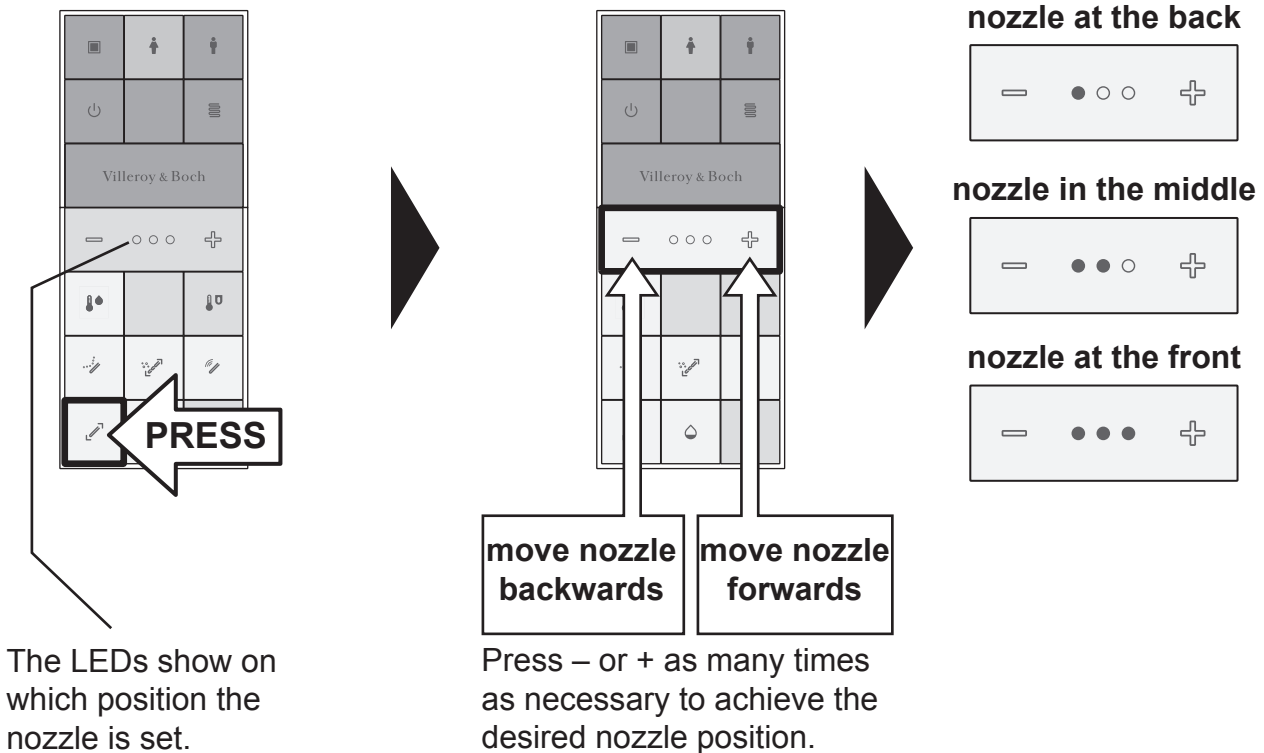 nozzle at the back
Villeroy & Boch
Villeroy & Boch
nozzle in the middle
nozzle at the front
PRESS
move nozzle
backwards
move nozzle
forwards
The LEDs show on
which position the
nozzle is set.
Press – or + as many times
as necessary to achieve the
desired nozzle position.